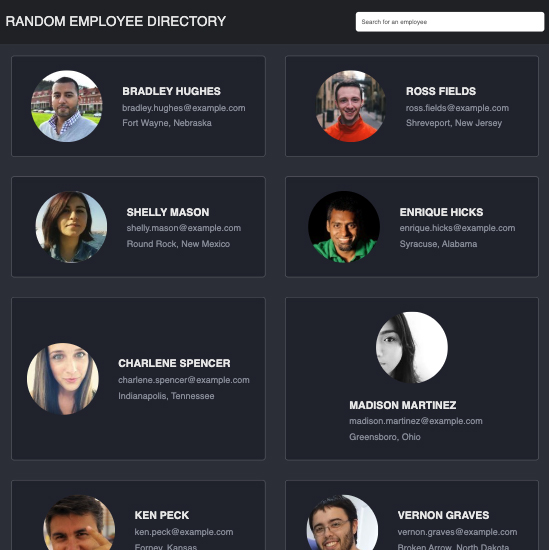 RANDOM EMPLOYEE DIRECTORY
Search for an employee
BRADLEY HUGHES
bradley.hughes@example.com
Fort Wayne, Nebraska
ROSS FIELDS
ross.fields@example.com
Shreveport, New Jersey
SHELLY MASON
shelly.mason@example.com
Round Rock, New Mexico
ENRIQUE HICKS
enrique.hicks@example.com
Syracuse, Alabama
CHARLENE SPENCER
charlene.spencer@example.com
Indianapolis, Tennessee
MADISON MARTINEZ
madison.martinez@example.com
Greensboro, Ohio
KEN PECK
ken.peck@example.com
Forney, Kansas
VERNON GRAVES
vernon.graves@example.com
Broken Arrow, North Dakota